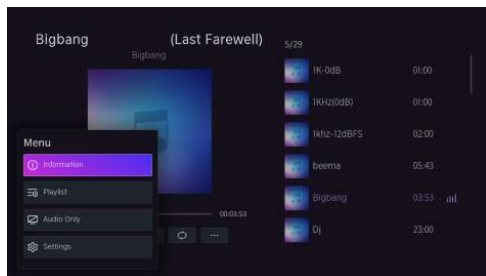 Bigbang (Last Farewell)
Bigbang
5/29
1K-0dB 01:00
1KHz(0dB) 01:00
1khz-12dBFS 02:00
beema 05:43
Bigbang 03:53
Dj 23:00
00:03:53
Menu
Information
Playlist
Audio Only
Settings